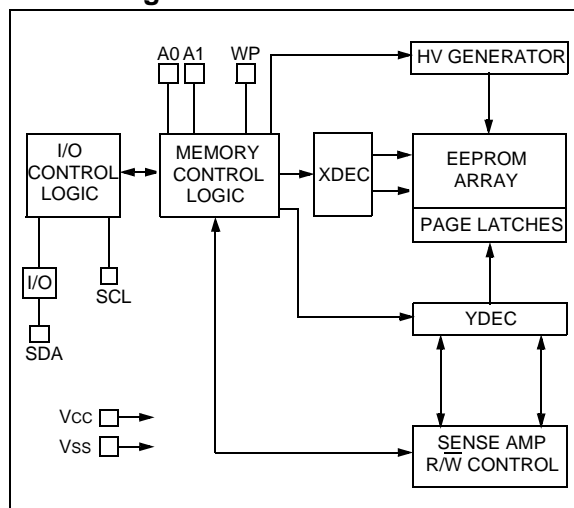 A0 A1 WP
HV GENERATOR
I/O
CONTROL
LOGIC
MEMORY
CONTROL
LOGIC
XDEC
EEPROM
ARRAY
PAGE LATCHES
I/O
SCL
SDA
YDEC
VCC
VSS
SENSE AMP
R/W̅ CONTROL